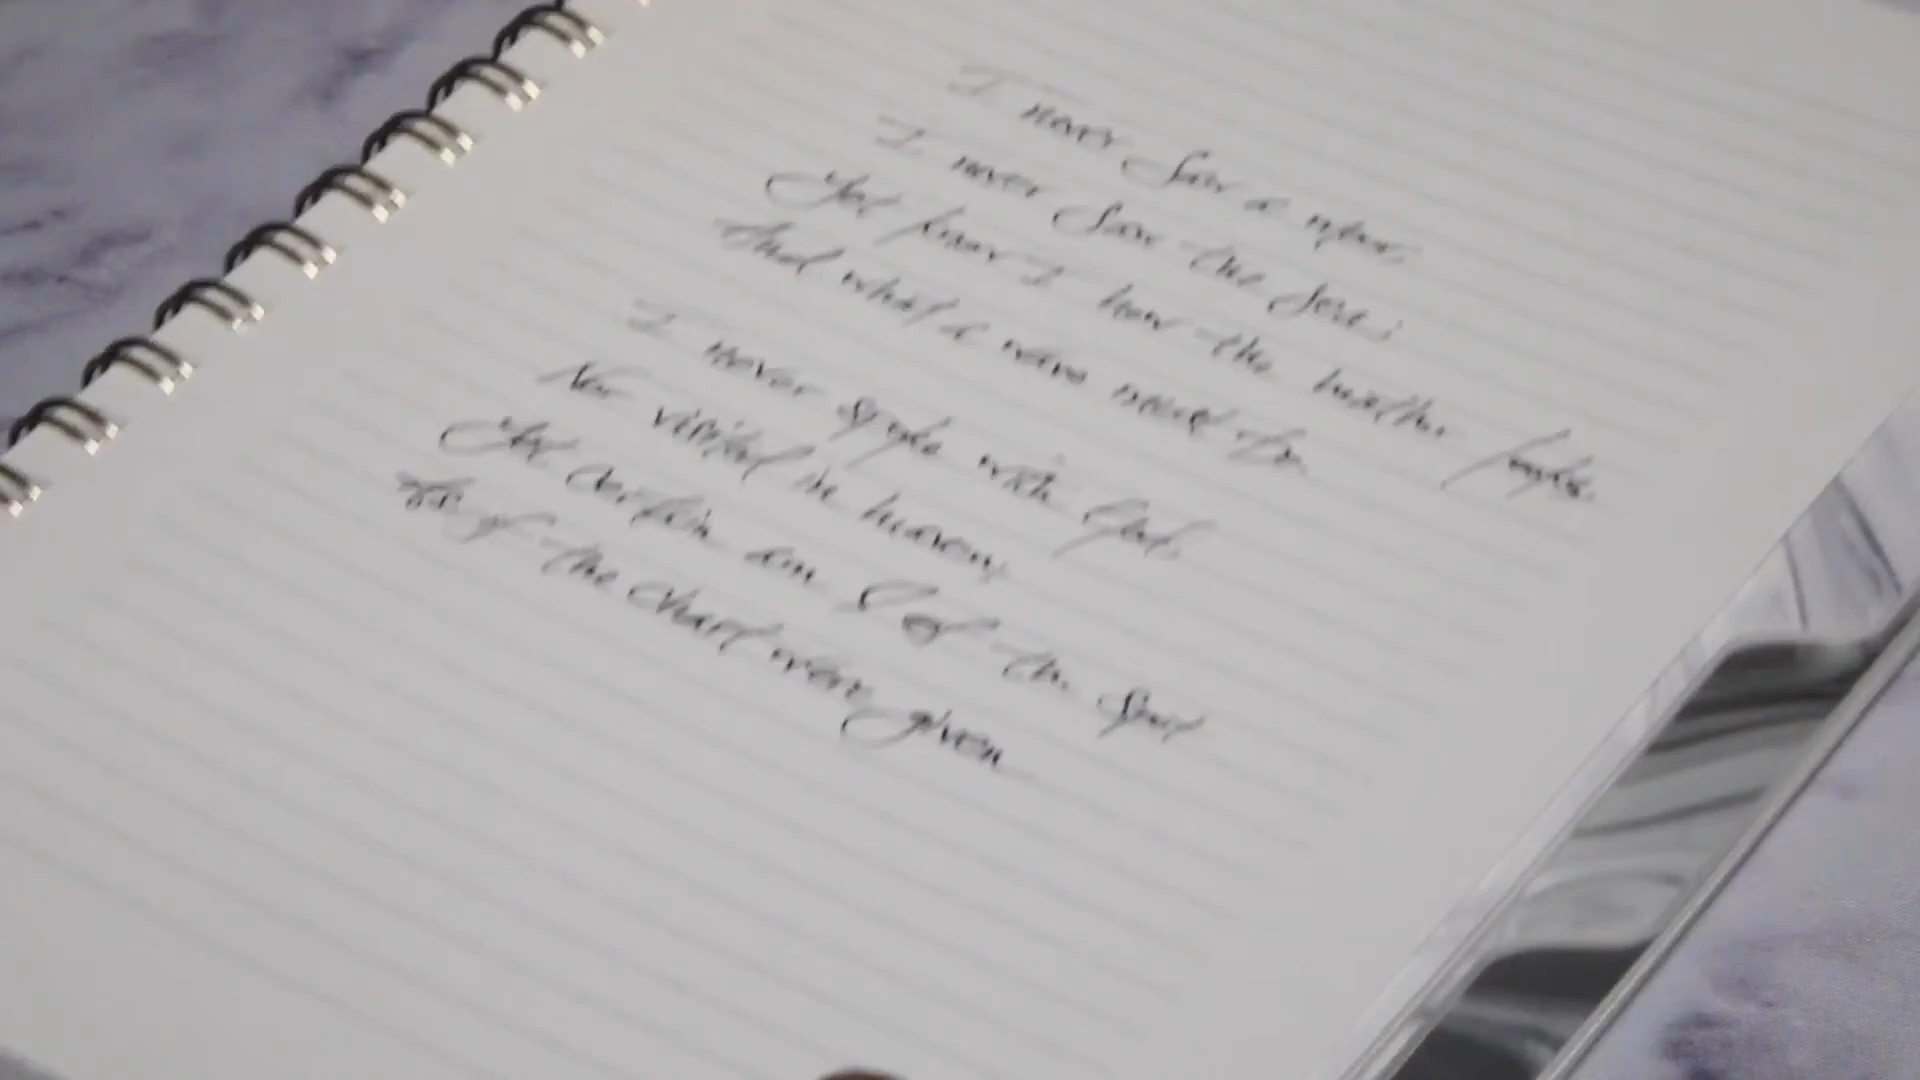 I never saw a moor,
I never saw the sea;
Yet know I how the heather looks,
And what a wave must be.
I never spoke with God,
Nor visited in heaven;
Yet certain am I of the spot
As if the chart were given